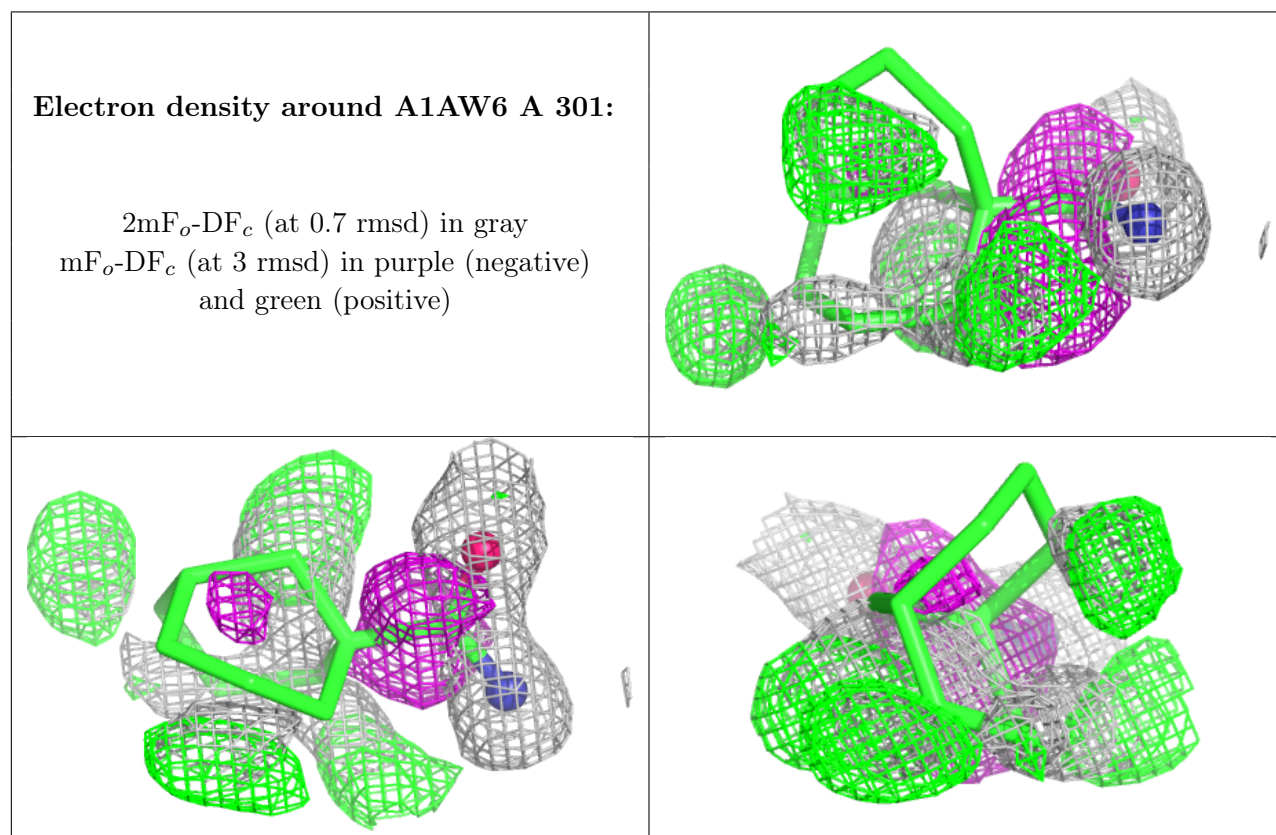 Electron density around A1AW6 A 301:
2mFo-DFc (at 0.7 rmsd) in gray
mFo-DFc (at 3 rmsd) in purple (negative)
and green (positive)